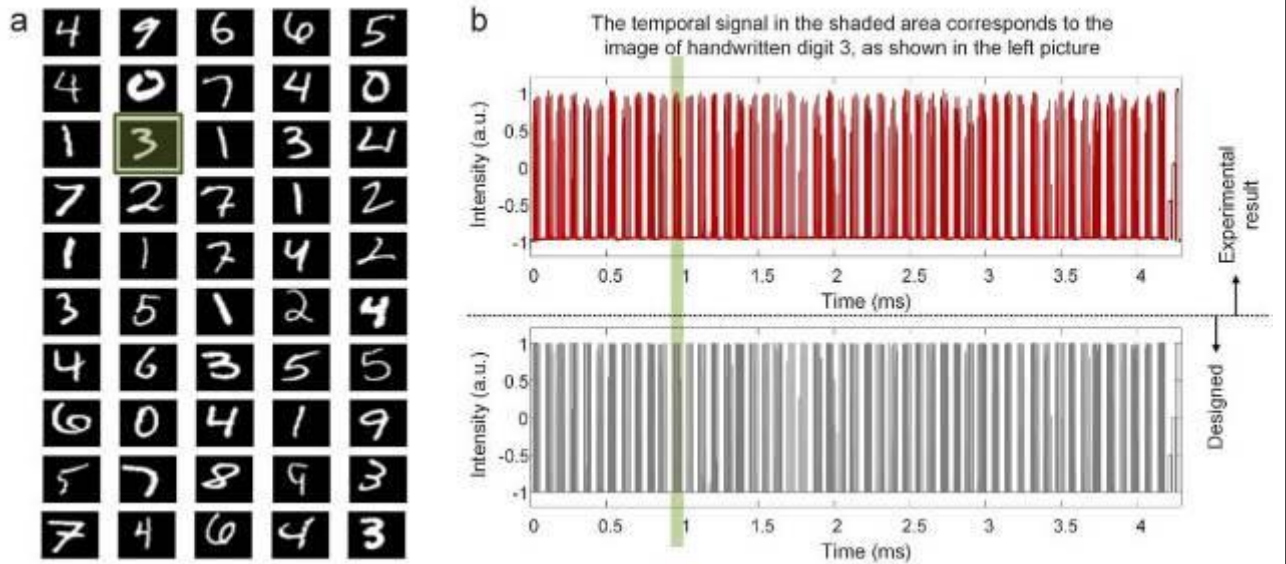 a
4 9 6 6 5
4 0 7 4 0
1 3 1 3 4
7 2 7 1 2
1 1 7 4 2
3 5 1 2 4
4 6 3 5 5
6 0 4 1 9
5 7 8 9 3
7 4 6 4 3
b
The temporal signal in the shaded area corresponds to the
image of handwritten digit 3, as shown in the left picture
Intensity (a.u.)
1
0.5
0
-0.5
-1
0 0.5 1 1.5 2 2.5 3 3.5 4
Time (ms)
Experimental
result
Designed
Intensity (a.u.)
1
0.5
0
-0.5
-1
0 0.5 1 1.5 2 2.5 3 3.5 4
Time (ms)